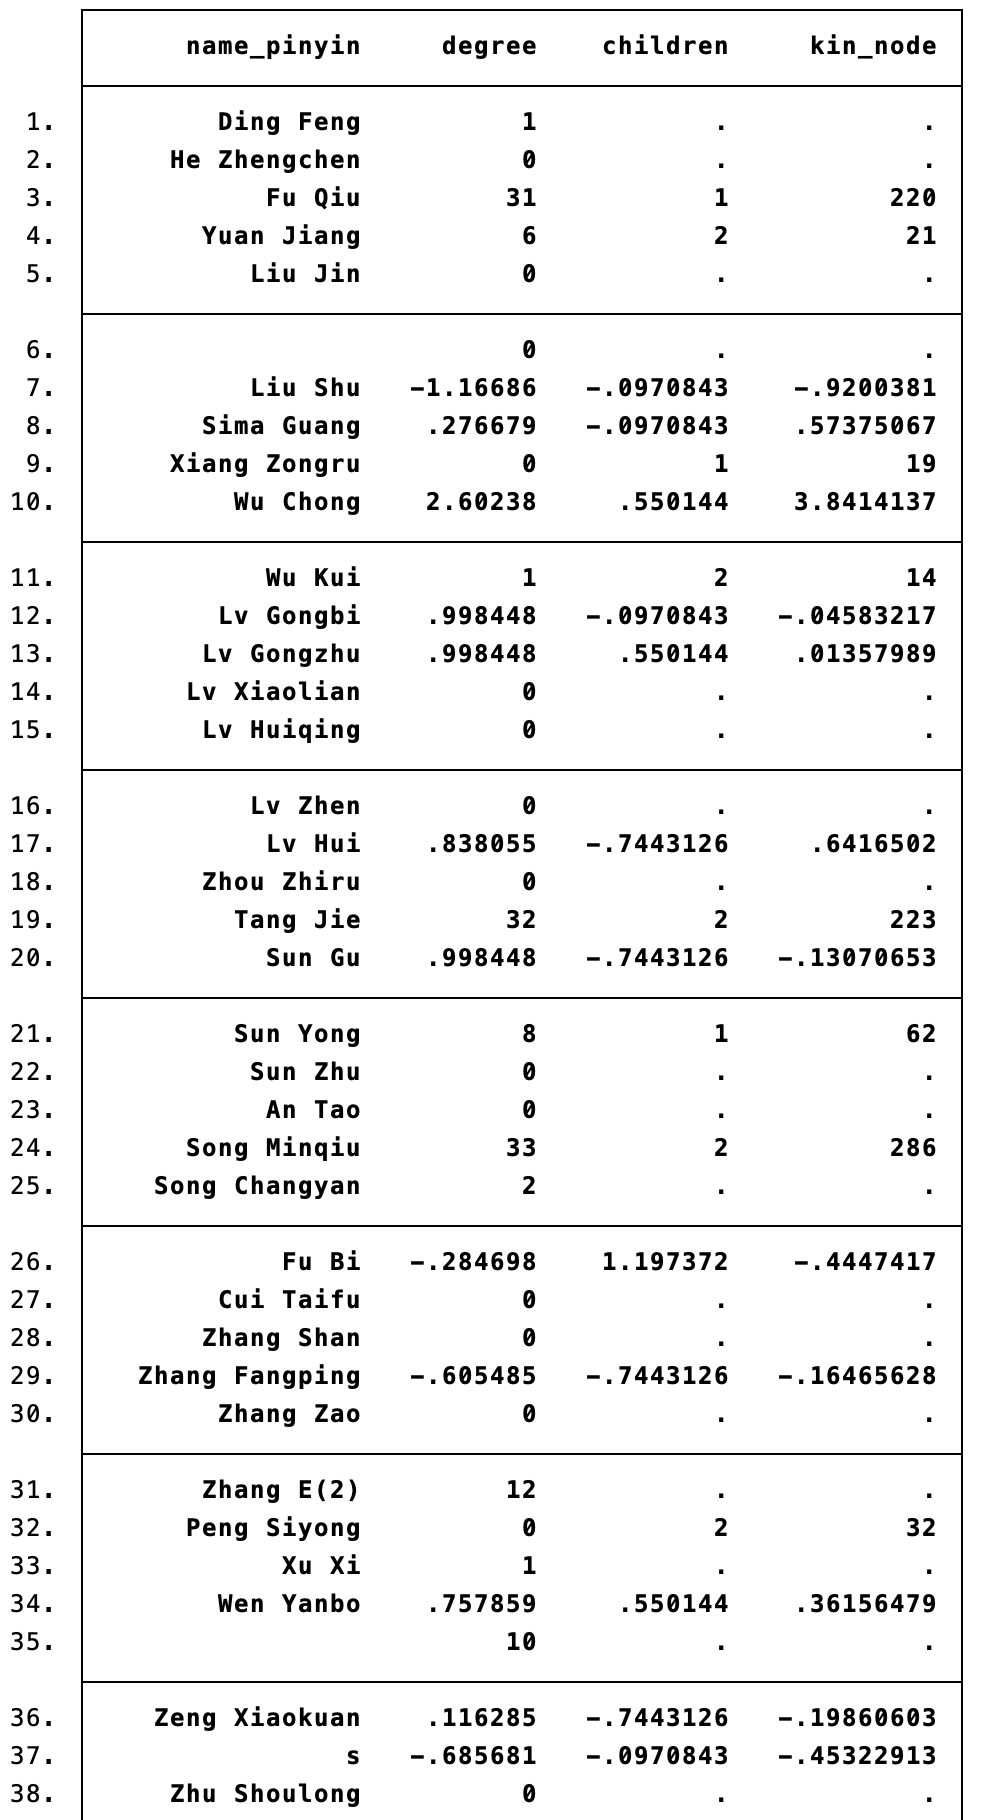 name_pinyin degree children kin_node
1. Ding Feng 1 . .
2. He Zhengchen 0 . .
3. Fu Qiu 31 1 220
4. Yuan Jiang 6 2 21
5. Liu Jin 0 . .
6. 0 . .
7. Liu Shu -1.16686 -.0970843 -.9200381
8. Sima Guang .276679 -.0970843 .57375067
9. Xiang Zongru 0 1 19
10. Wu Chong 2.60238 .550144 3.8414137
11. Wu Kui 1 2 14
12. Lv Gongbi .998448 -.0970843 -.04583217
13. Lv Gongzhu .998448 .550144 .01357989
14. Lv Xiaolian 0 . .
15. Lv Huiqing 0 . .
16. Lv Zhen 0 . .
17. Lv Hui .838055 -.7443126 .6416502
18. Zhou Zhiru 0 . .
19. Tang Jie 32 2 223
20. Sun Gu .998448 -.7443126 -.13070653
21. Sun Yong 8 1 62
22. Sun Zhu 0 . .
23. An Tao 0 . .
24. Song Minqiu 33 2 286
25. Song Changyan 2 . .
26. Fu Bi -.284698 1.197372 -.4447417
27. Cui Taifu 0 . .
28. Zhang Shan 0 . .
29. Zhang Fangping -.605485 -.7443126 -.16465628
30. Zhang Zao 0 . .
31. Zhang E(2) 12 . .
32. Peng Siyong 0 2 32
33. Xu Xi 1 . .
34. Wen Yanbo .757859 .550144 .36156479
35. 10 . .
36. Zeng Xiaokuan .116285 -.7443126 -.19860603
37. s -.685681 -.0970843 -.45322913
38. Zhu Shoulong 0 . .